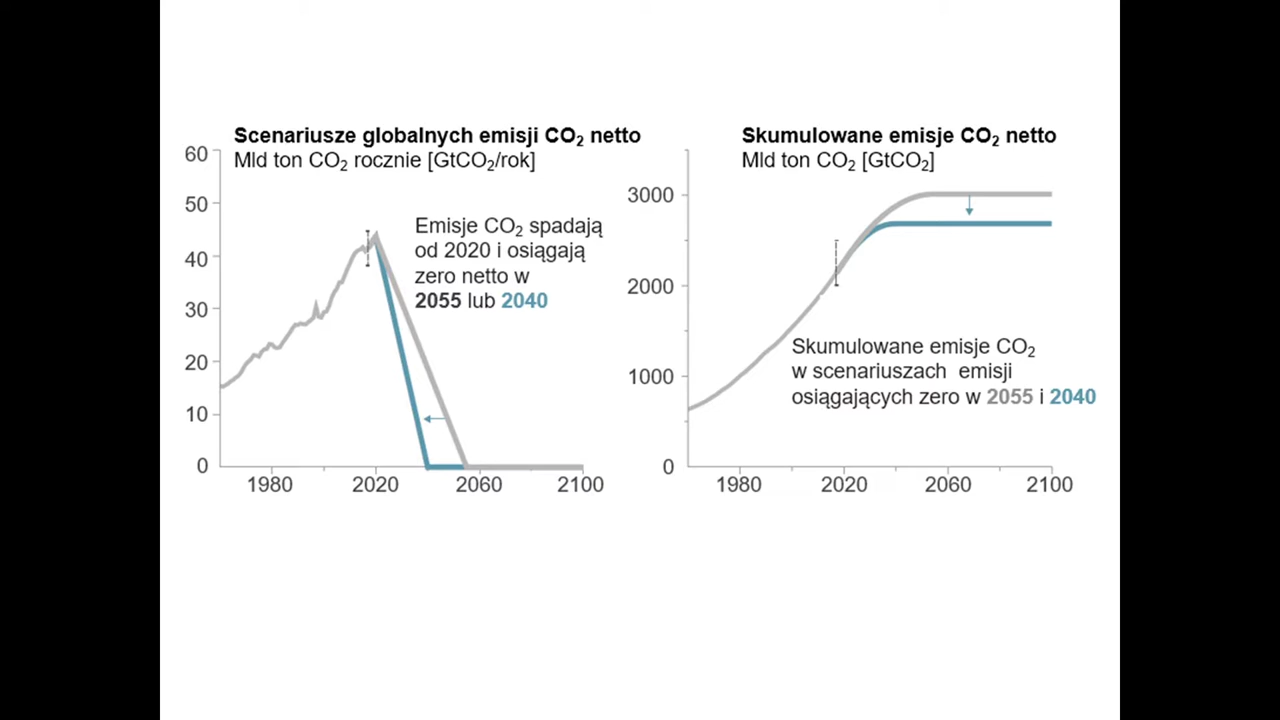 Scenariusze globalnych emisji CO₂ netto
Mld ton CO₂ rocznie [GtCO₂/rok]
60
50
40
30
20
10
0
1980
2020
2060
2100
Emisje CO₂ spadają
od 2020 i osiągają
zero netto w
2055 lub 2040
Skumulowane emisje CO₂ netto
Mld ton CO₂ [GtCO₂]
3000
2000
1000
0
1980
2020
2060
2100
Skumulowane emisje CO₂
w scenariuszach emisji
osiągających zero w 2055 i 2040